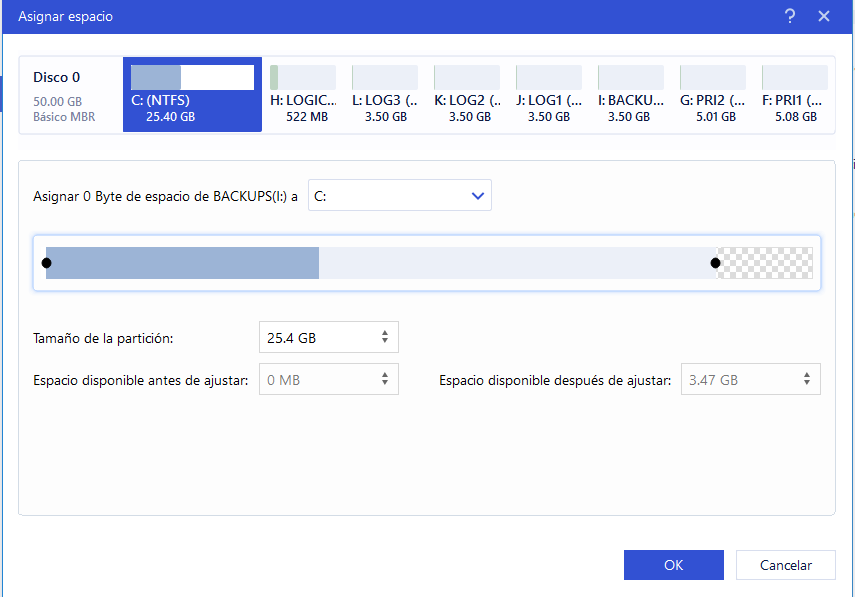 Asignar espacio
?
Disco 0
50.00 GB
Básico MBR
C: (NTFS)
25.40 GB
H: LOGIC...
522 MB
L: LOG3 (..
3.50 GB
K: LOG2 (..
3.50 GB
J: LOG1 (...
3.50 GB
I: BACKU...
3.50 GB
G: PRI2 (...
5.01 GB
F: PRI1 (...
5.08 GB
Asignar 0 Byte de espacio de BACKUPS(I:) a
C:
Tamaño de la partición:
25.4 GB
Espacio disponible antes de ajustar:
0 MB
Espacio disponible después de ajustar:
3.47 GB
OK
Cancelar